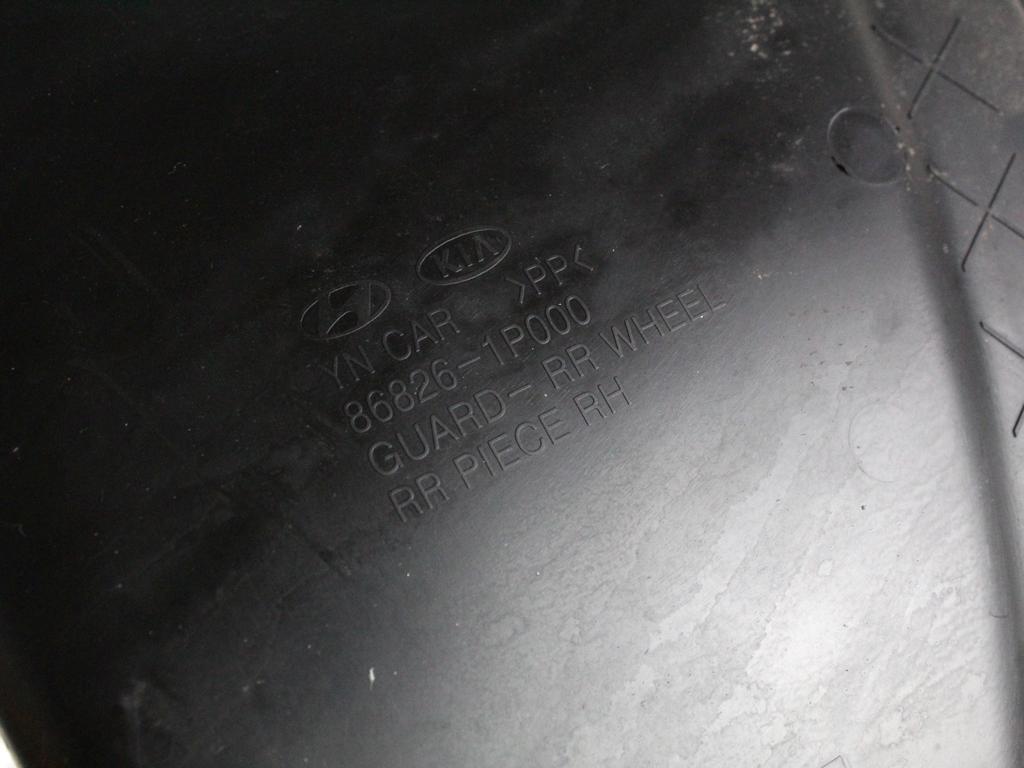 KIA
YN CAR >PP<
86826-1P000
GUARD-RR WHEEL
RR PIECE RH